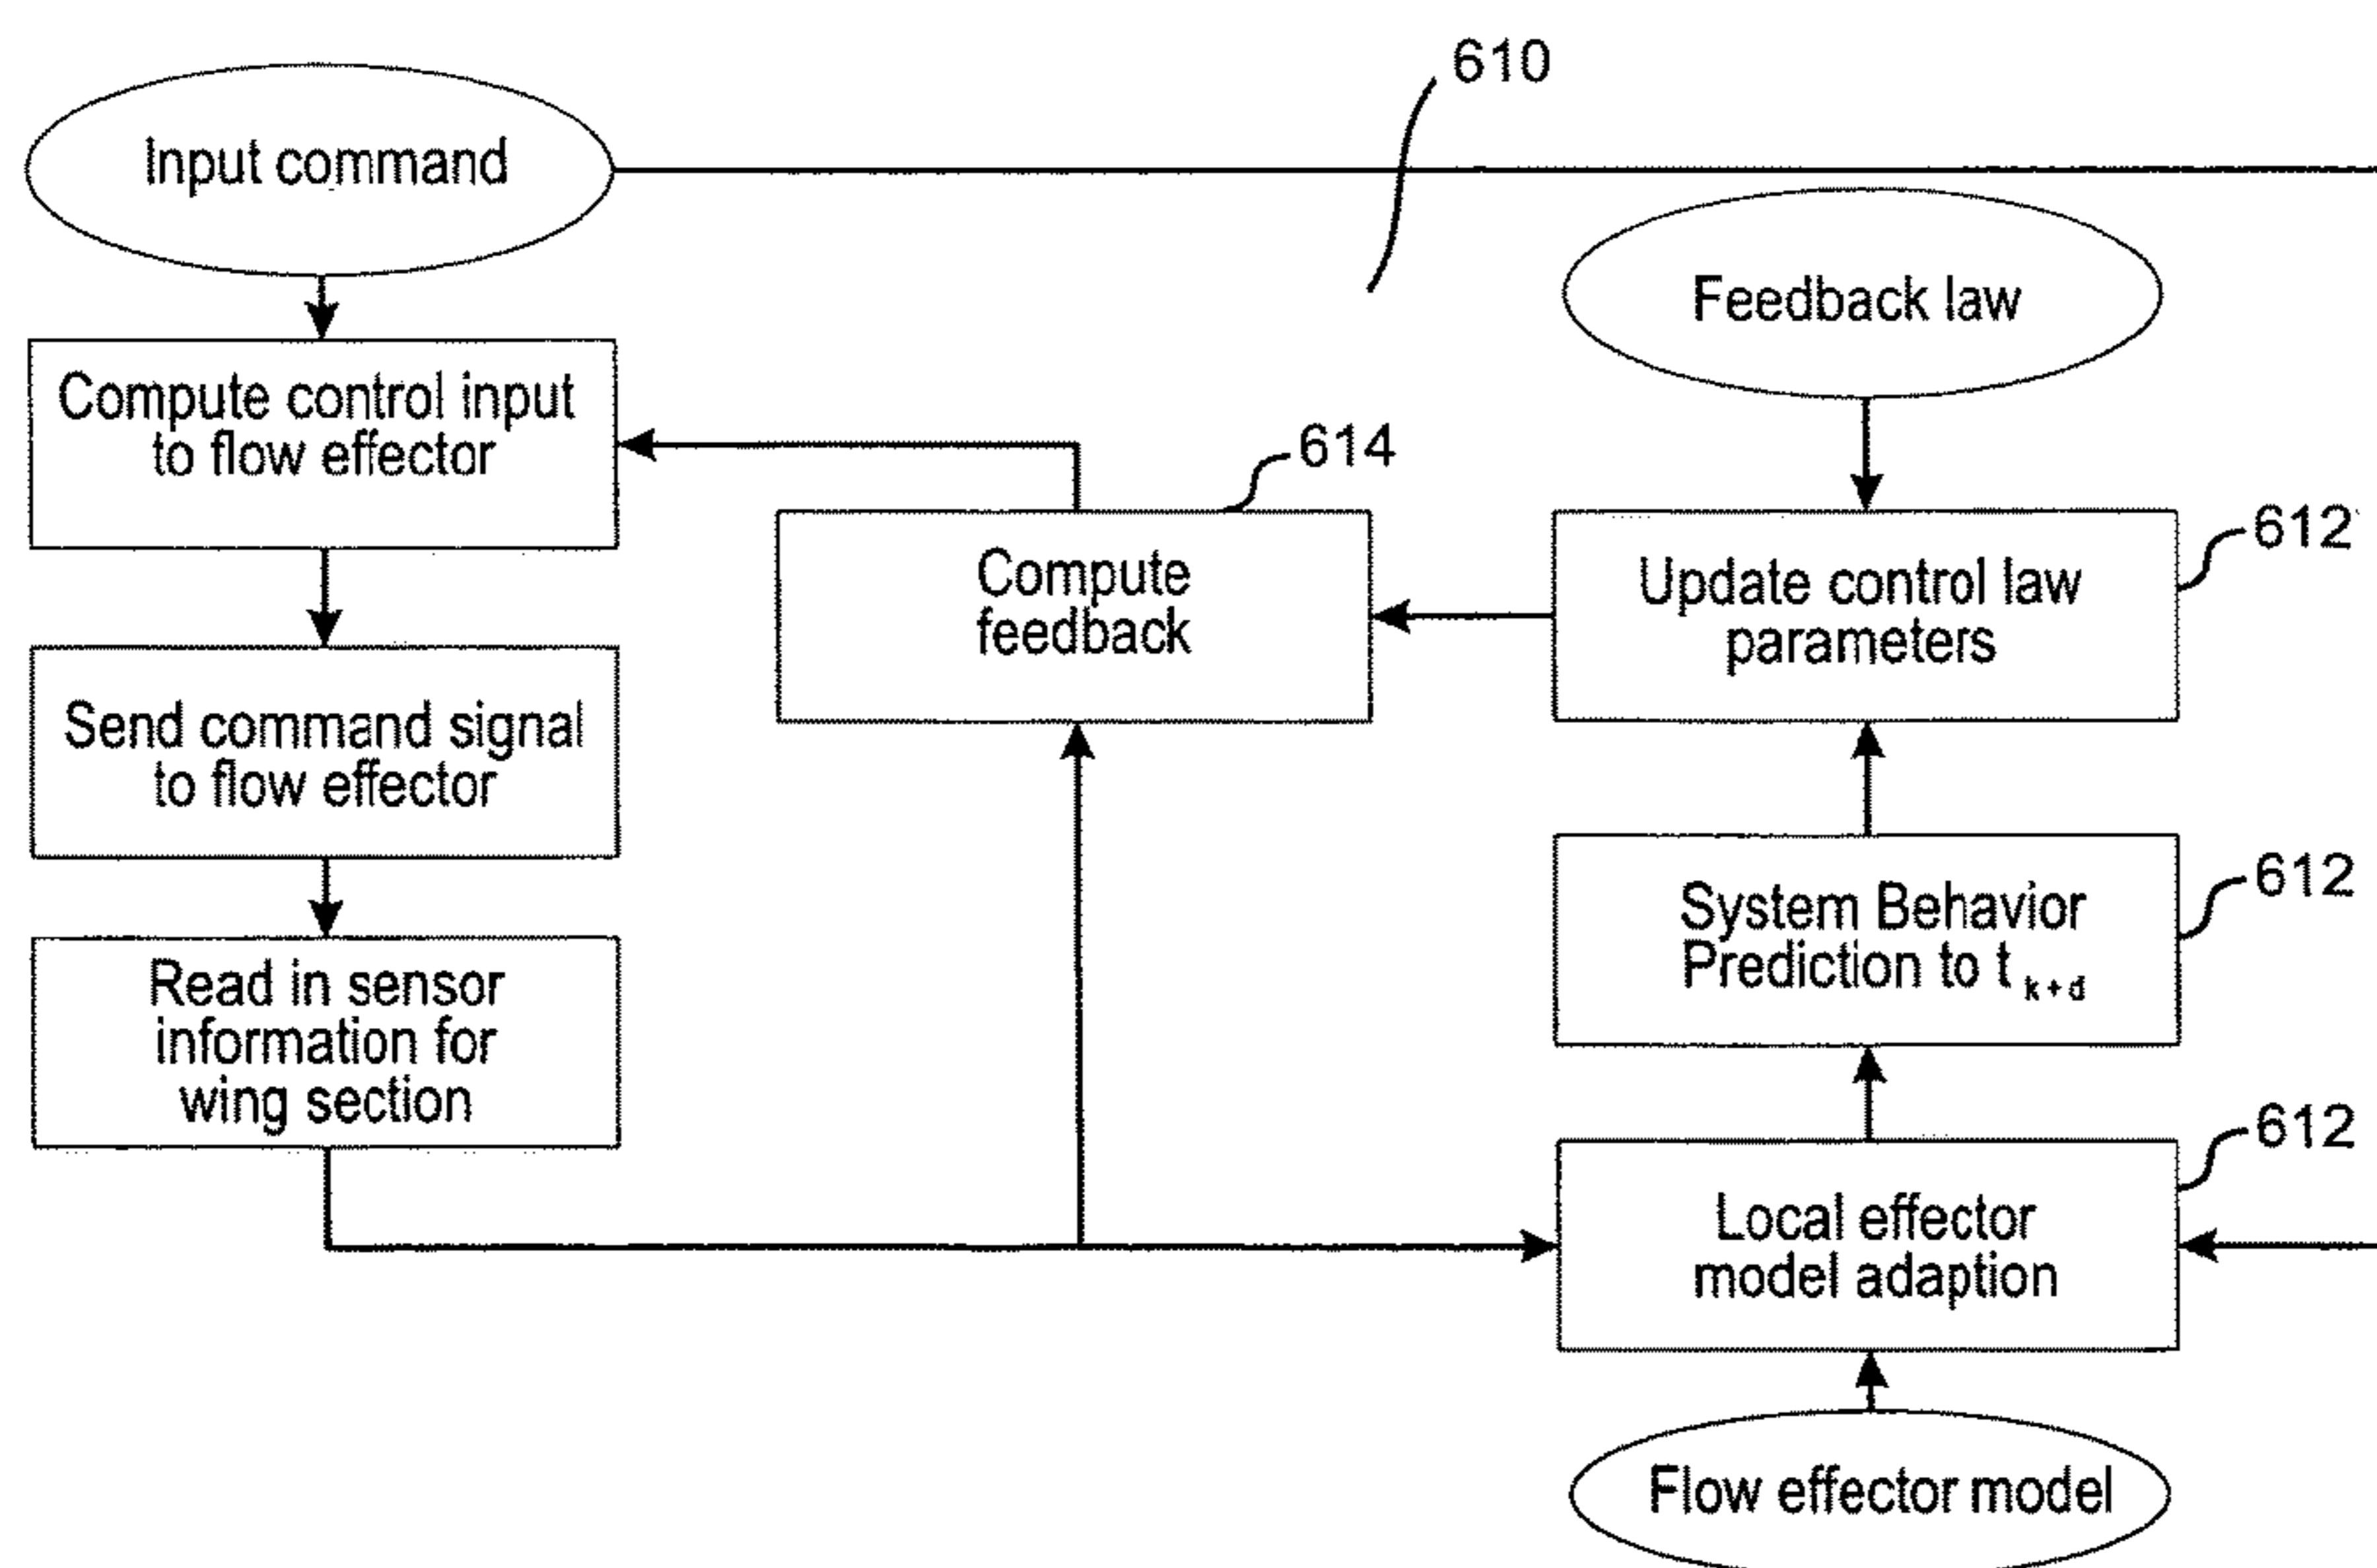 610
Input command
Feedback law
Compute control input
to flow effector
614
Compute
feedback
612
Update control law
parameters
Send command signal
to flow effector
612
System Behavior
Prediction to t k+d
Read in sensor
information for
wing section
612
Local effector
model adaption
Flow effector model